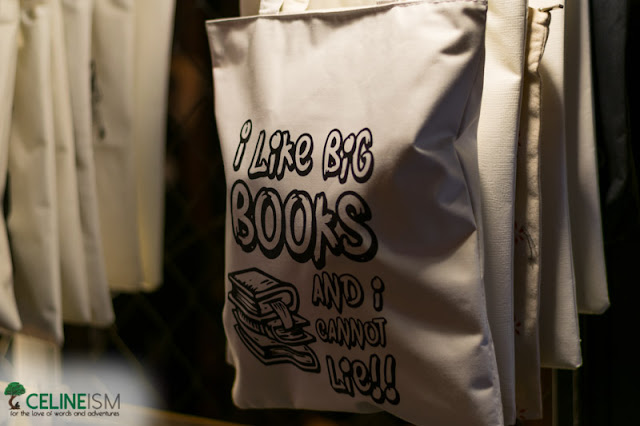 i Like BiG
BOOKS
AND i
CANNOT
Lie!!
CELINEISM
for the love of words and adventures